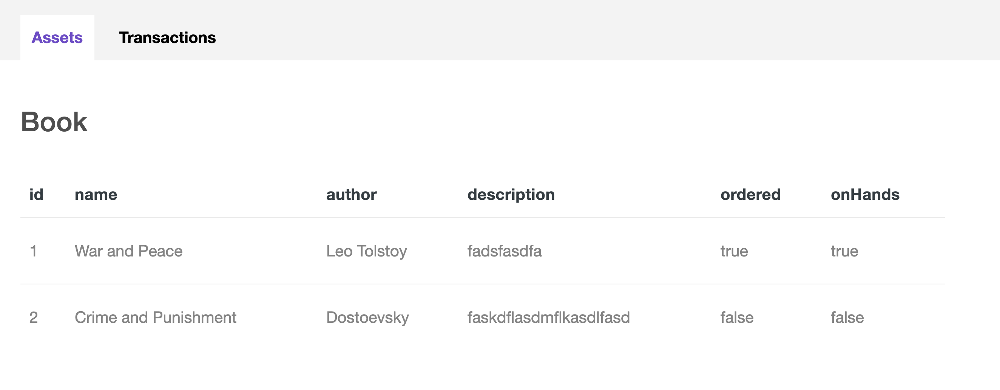 Assets Transactions
Book
id name author description ordered onHands
1 War and Peace Leo Tolstoy fadsfasdfa true true
2 Crime and Punishment Dostoevsky faskdflasdmflkasdlfasd false false